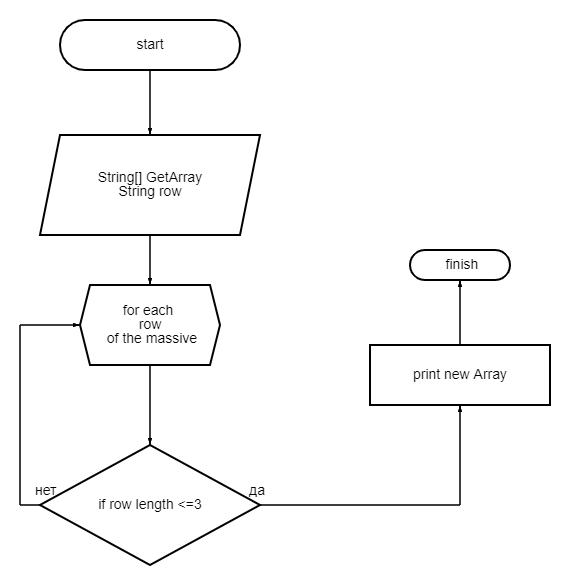 start
String[] GetArray
String row
for each
row
of the massive
нет
if row length <=3
да
print new Array
finish